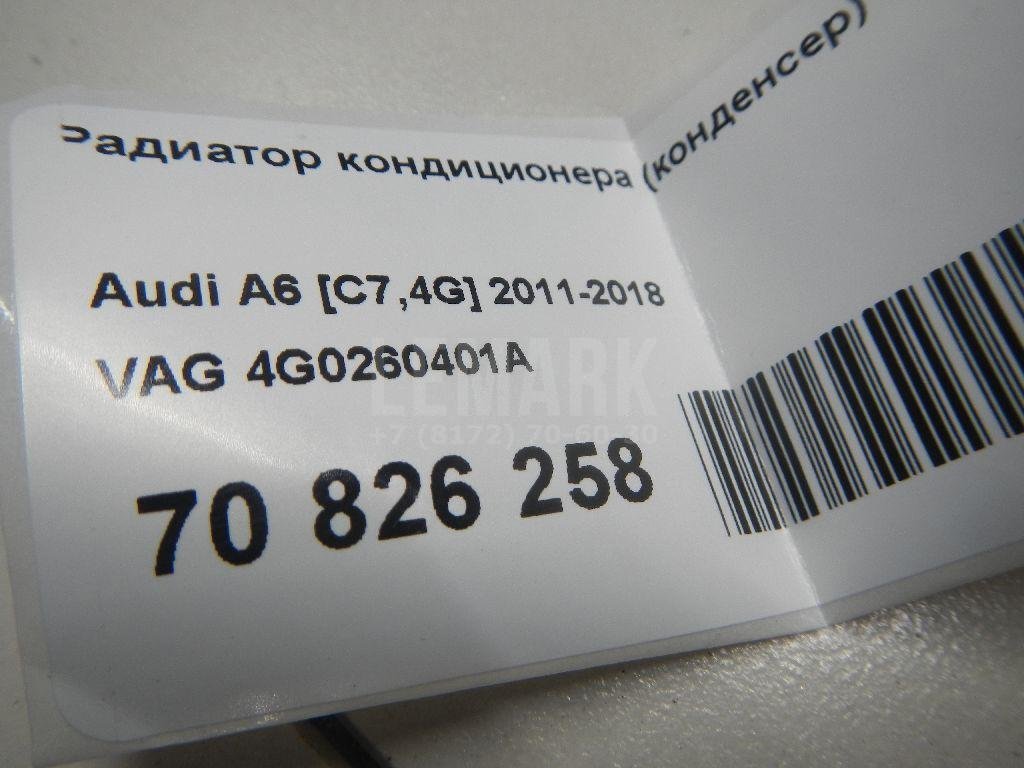 Радиатор кондиционера (конденсер)
Audi A6 [C7,4G] 2011-2018
VAG 4G0260401A
LEMARK
+7 (8172) 70-60-30
70 826 258